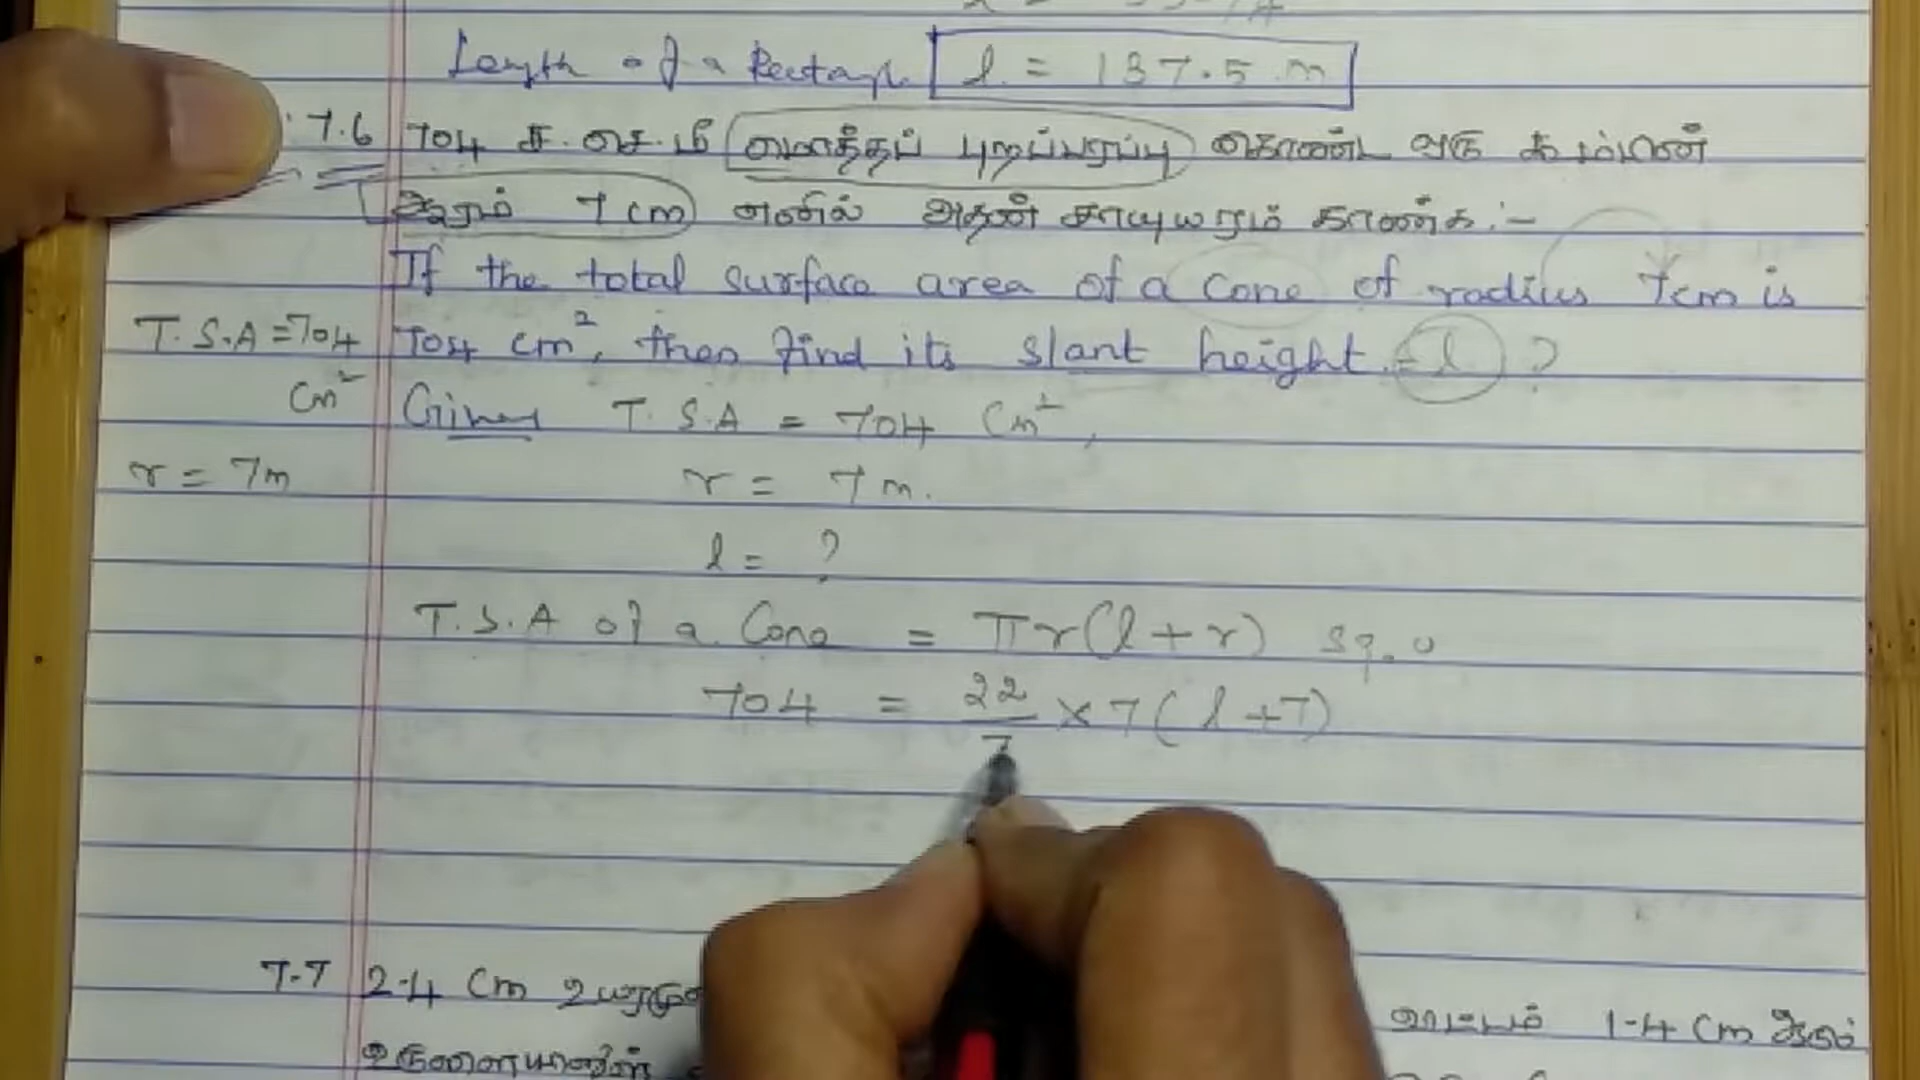 Length of a Rectangle l = 137.5 m
7.6 704 ச.செ.மீ மொத்தப் புறப்பரப்பு கொண்ட ஒரு கூம்பின்
ஆரம் 7cm எனில் அதன் சாயுயரம் காண்க:-
If the total surface area of a cone of radius 7cm is
T.S.A = 704 704 cm², then find its slant height. = l ?
cm² Given T.S.A = 704 cm²,
r = 7m r = 7m.
l = ?
T.S.A of a Cone = πr(l+r) sq. u
704 = 22/7 × 7(l+7)
7.7 2.4 Cm 1.4 Cm